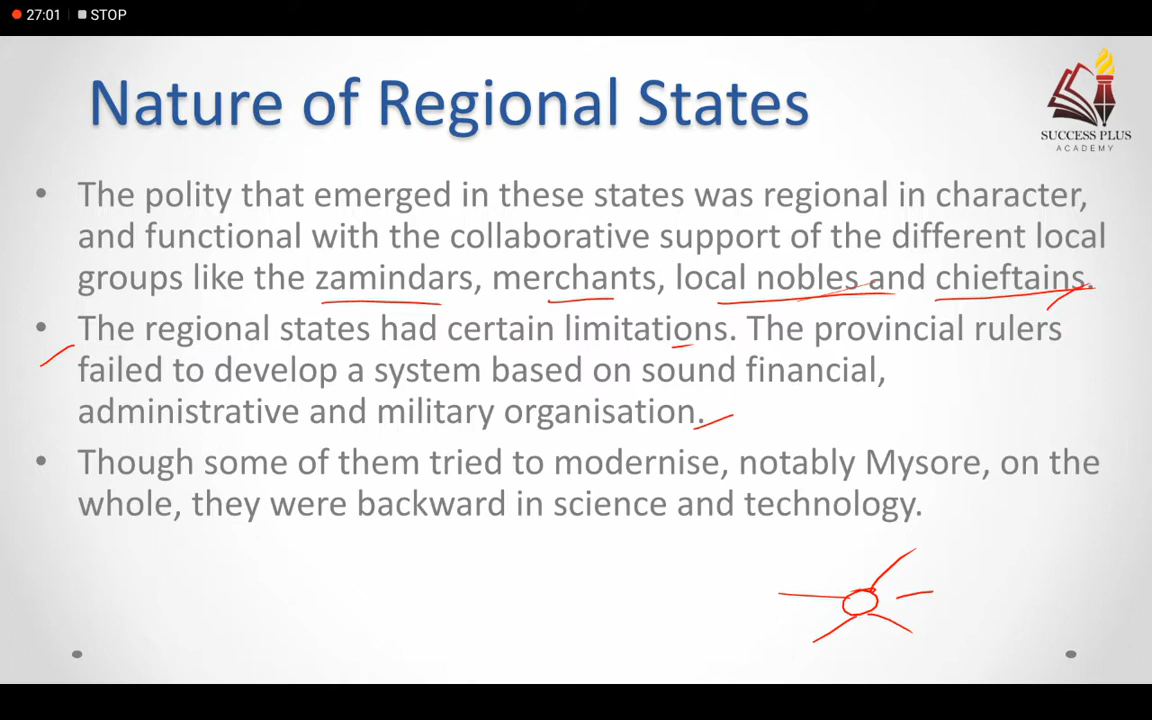 27:01 STOP
Nature of Regional States
SUCCESS PLUS
ACADEMY
• The polity that emerged in these states was regional in character,
and functional with the collaborative support of the different local
groups like the zamindars, merchants, local nobles and chieftains.
• The regional states had certain limitations. The provincial rulers
failed to develop a system based on sound financial,
administrative and military organisation.
• Though some of them tried to modernise, notably Mysore, on the
whole, they were backward in science and technology.